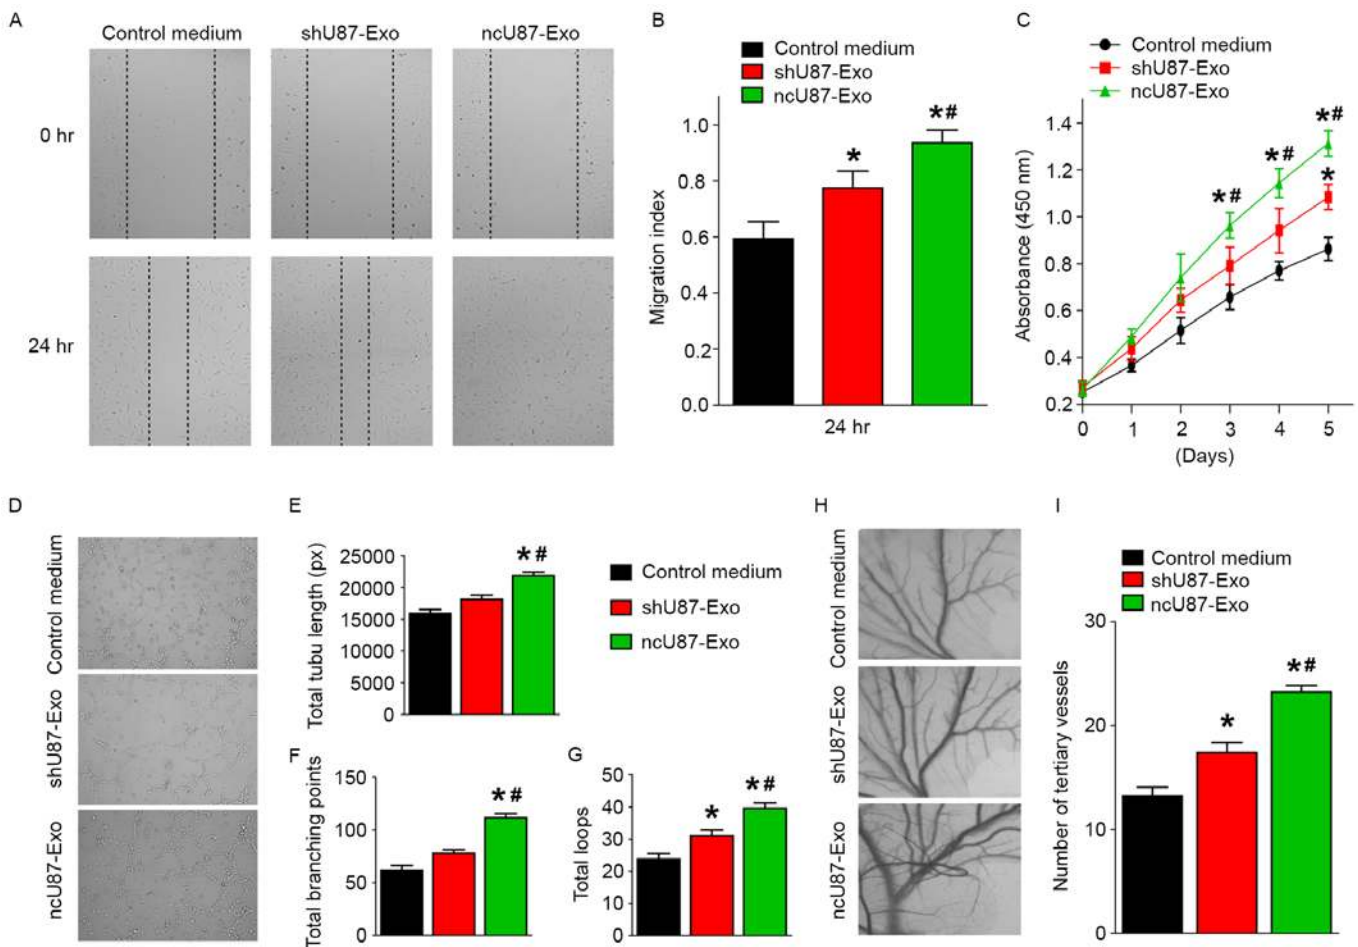 A
Control medium
shU87-Exo
ncU87-Exo
0 hr
24 hr
B
Control medium
shU87-Exo
ncU87-Exo
Migration index
1.0
0.8
0.6
0.4
0.2
0.0
*
*#
24 hr
C
Control medium
shU87-Exo
ncU87-Exo
Absorbance (450 nm)
1.4
1.2
1.0
0.8
0.6
0.4
0.2
*#
*#
*#
*
0 1 2 3 4 5
(Days)
D
Control medium
shU87-Exo
ncU87-Exo
E
Total tubu length (px)
25000
20000
15000
10000
5000
0
*#
Control medium
shU87-Exo
ncU87-Exo
F
Total branching points
150
100
50
0
*#
G
Total loops
50
40
30
20
10
0
*
*#
H
Control medium
shU87-Exo
ncU87-Exo
I
Control medium
shU87-Exo
ncU87-Exo
Number of tertiary vessels
30
20
10
0
*
*#